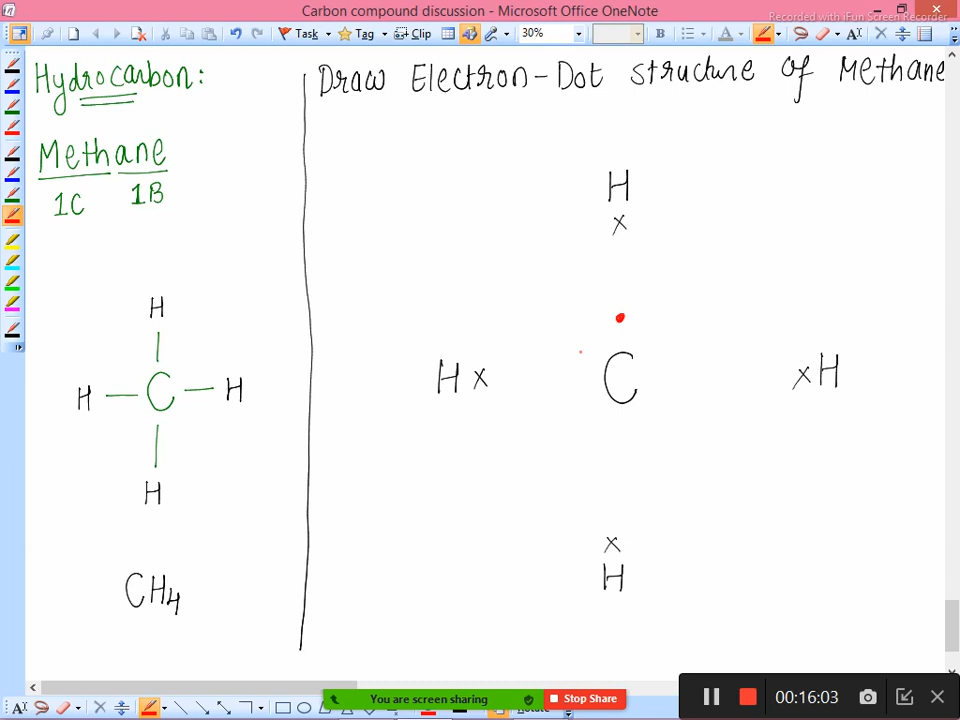 Carbon compound discussion - Microsoft Office OneNote
Recorded with iFun Screen Recorder
Task
Tag
Clip
30%
B
A
Hydrocarbon:
Draw Electron-Dot structure of Methane
Methane
1C 1B
H
x
H
H C H
H x C x H
H
x
H
CH4
You are screen sharing
Stop Share
00:16:03